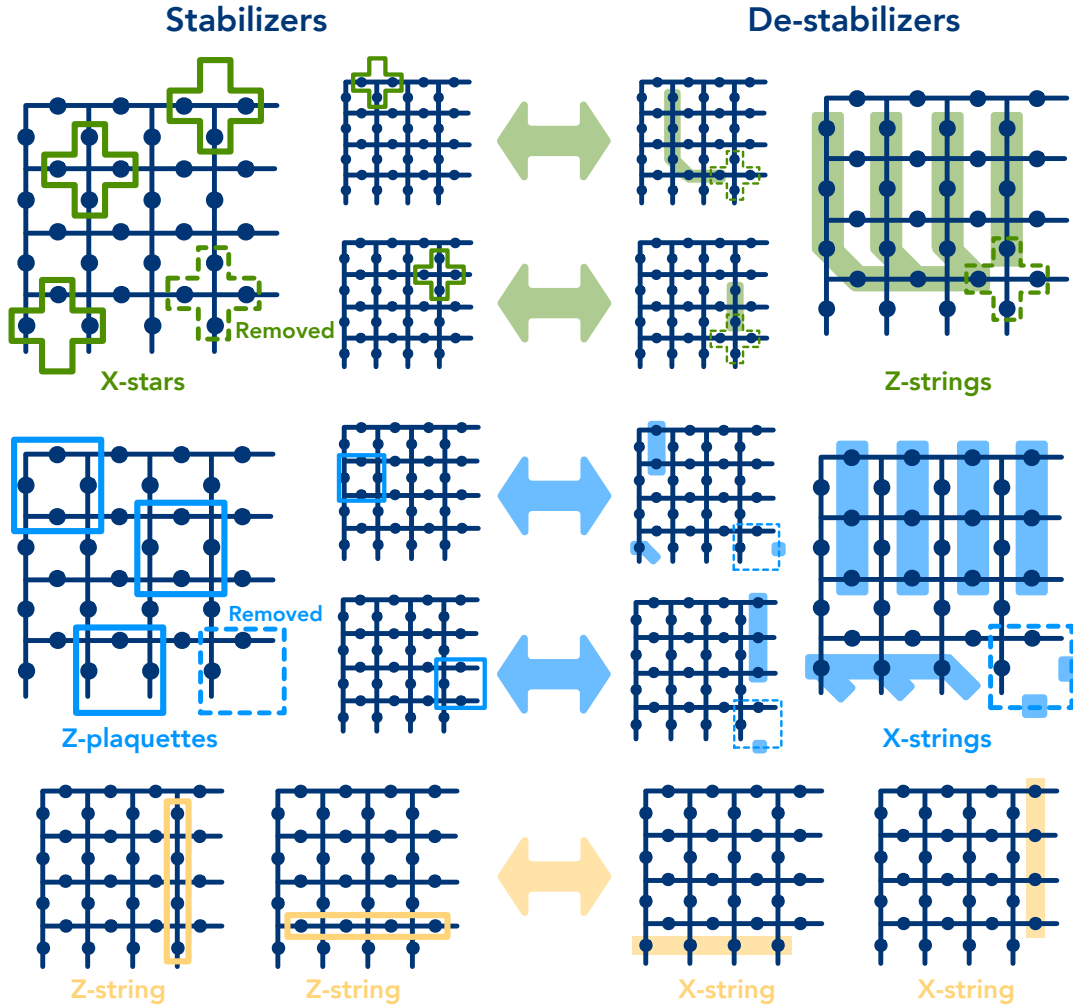 Stabilizers
De-stabilizers
Removed
X-stars
Z-strings
Removed
Z-plaquettes
X-strings
Z-string
Z-string
X-string
X-string